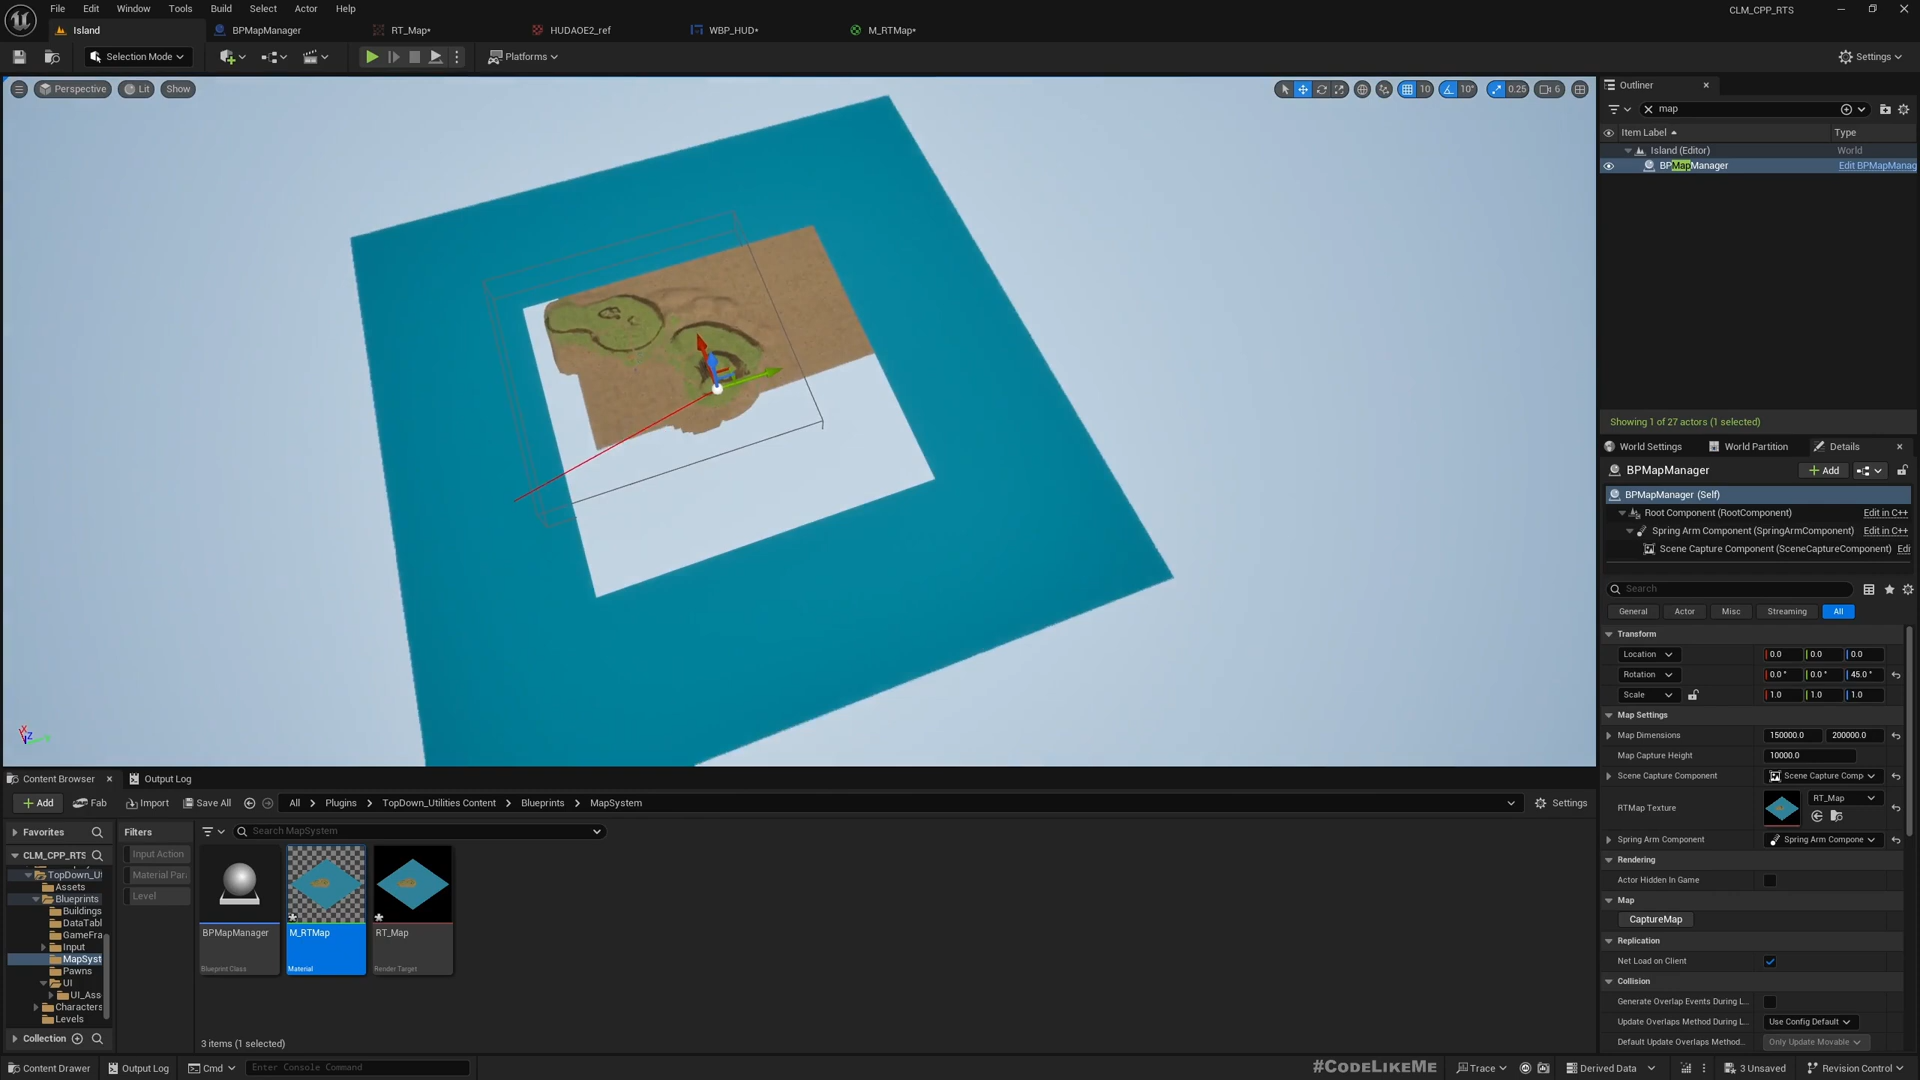 File Edit Window Tools Build Select Actor Help
CLM_CPP_RTS
Island BPMapManager RT_Map* HUDAOE2_ref WBP_HUD* M_RTMap*
Selection Mode Platforms Settings
Perspective Lit Show
10 10° 0.25 6
Outliner
map
Item Label Type
Island (Editor) World
BPMapManager Edit BPMapManag
Showing 1 of 27 actors (1 selected)
World Settings World Partition Details
BPMapManager Add
BPMapManager (Self)
Root Component (RootComponent) Edit in C++
Spring Arm Component (SpringArmComponent) Edit in C++
Scene Capture Component (SceneCaptureComponent) Edi
Search
General Actor Misc Streaming All
Transform
Location 0.0 0.0 0.0
Rotation 0.0 ° 0.0 ° 45.0 °
Scale 1.0 1.0 1.0
Map Settings
Map Dimensions 150000.0 200000.0
Map Capture Height 10000.0
Scene Capture Component Scene Capture Comp
RTMap Texture RT_Map
Spring Arm Component Spring Arm Compone
Rendering
Actor Hidden In Game
Map
CaptureMap
Replication
Net Load on Client
Collision
Generate Overlap Events During L...
Update Overlaps Method During L... Use Config Default
Default Update Overlaps Method... Only Update Movable
X Z
Content Browser Output Log
Add Fab Import Save All All Plugins TopDown_Utilities Content Blueprints MapSystem Settings
Favorites Filters Search MapSystem
CLM_CPP_RTS
TopDown_Ut
Assets
Blueprints
Buildings
DataTabl
GameFra
Input
MapSyst
Pawns
UI
UI_Ass
Characters
Levels
Collection
Input Action
Material Par
Level
BPMapManager M_RTMap RT_Map
Blueprint Class Material Render Target
3 items (1 selected)
Content Drawer Output Log Cmd Enter Console Command
#CODELIKEME
Trace Derived Data 3 Unsaved Revision Control